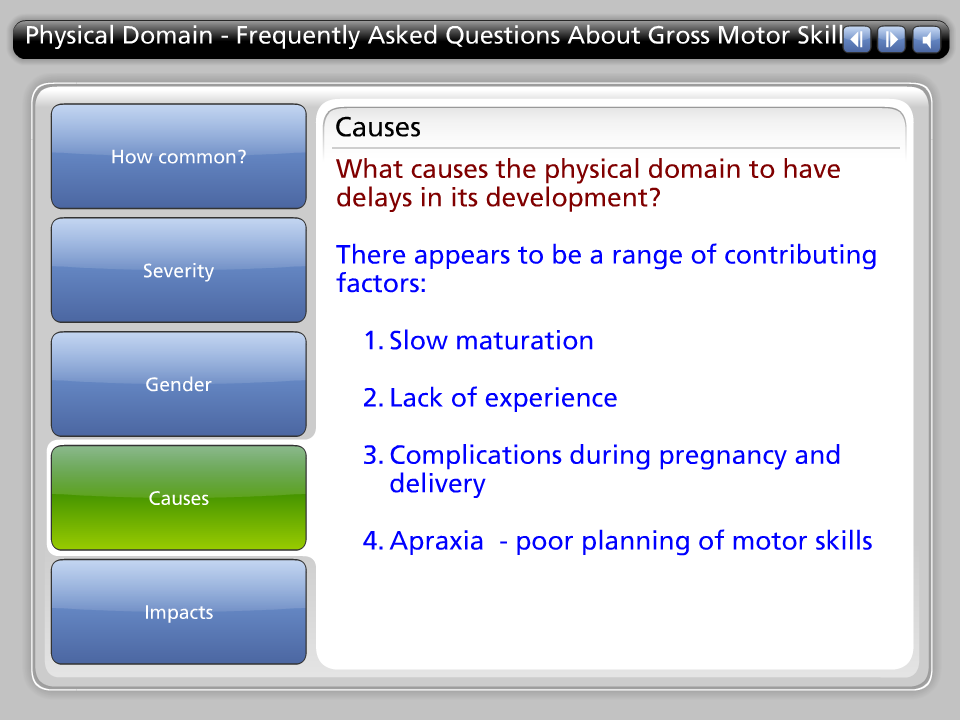 Physical Domain - Frequently Asked Questions About Gross Motor Skill
How common?
Severity
Gender
Causes
Impacts
Causes
What causes the physical domain to have
delays in its development?
There appears to be a range of contributing
factors:
1. Slow maturation
2. Lack of experience
3. Complications during pregnancy and
delivery
4. Apraxia  - poor planning of motor skills